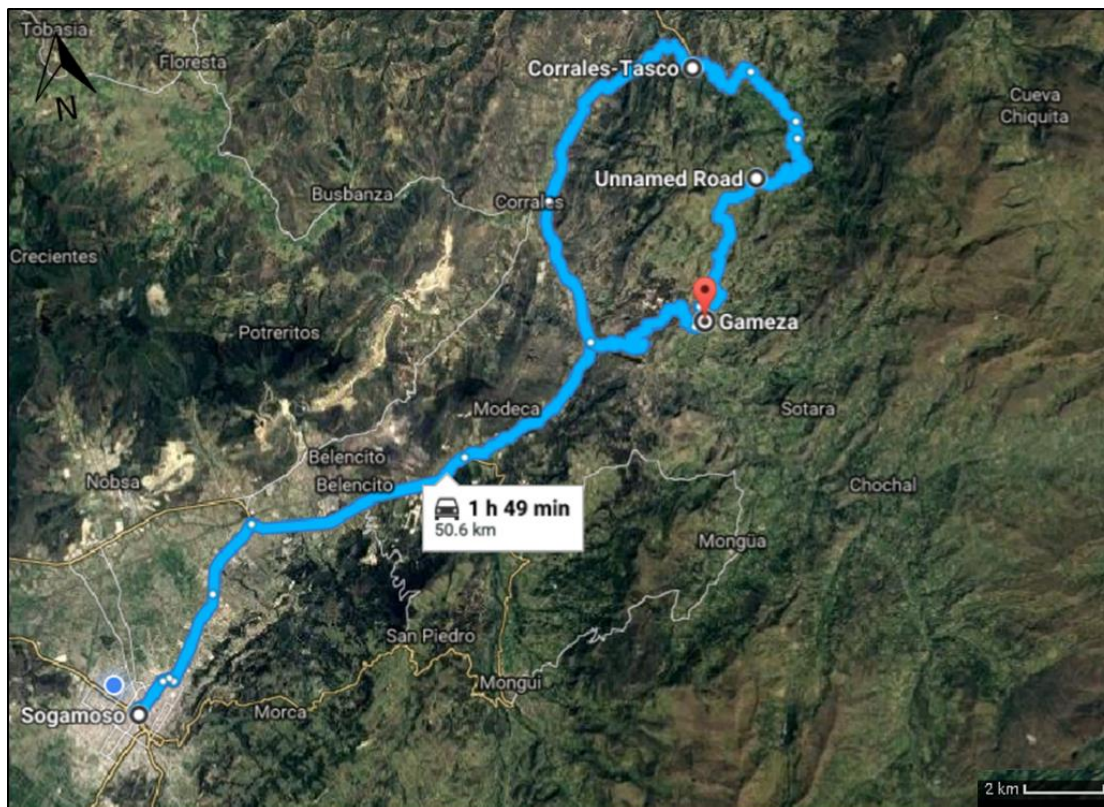 Tobasia
Floresta
N
Corrales-Tasco
Cueva
Chiquita
Unnamed Road
Busbanza
Corrales
Crecientes
Gameza
Potreritos
Modeca
Sotara
Belencito
Nobsa
Belencito
Chochal
1 h 49 min
50.6 km
Mongüa
San Piedro
Mongui
Sogamoso
Morca
2 km